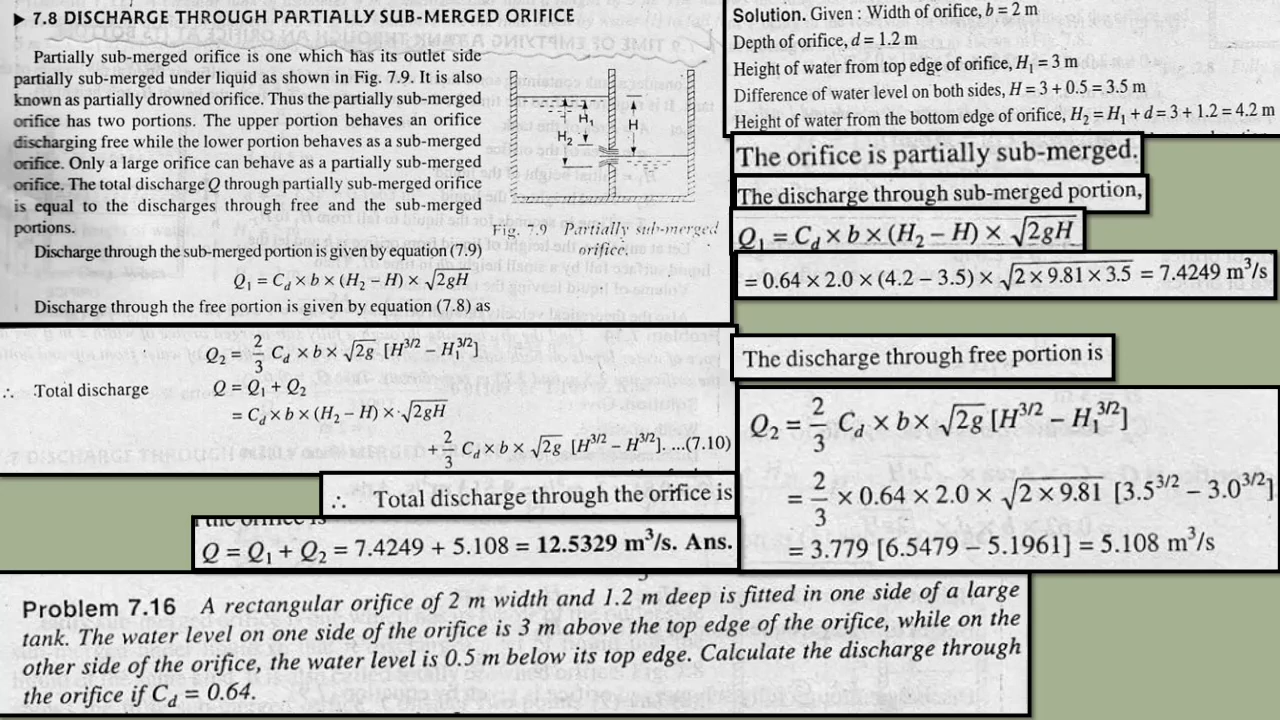 ▶ 7.8 DISCHARGE THROUGH PARTIALLY SUB-MERGED ORIFICE
Partially sub-merged orifice is one which has its outlet side
partially sub-merged under liquid as shown in Fig. 7.9. It is also
known as partially drowned orifice. Thus the partially sub-merged
orifice has two portions. The upper portion behaves an orifice
discharging free while the lower portion behaves as a sub-merged
orifice. Only a large orifice can behave as a partially sub-merged
orifice. The total discharge Q through partially sub-merged orifice
is equal to the discharges through free and the sub-merged
portions.
H₁
H
Fig. 7.9 Partially sub-merged
orifice.
Discharge through the sub-merged portion is given by equation (7.9)
Q₁ = C_d × b × (H₂ – H) × √2gH
Discharge through the free portion is given by equation (7.8) as
Q₂ = 2/3 C_d × b × √2g [H^3/2 – H₁^3/2]
∴ Total discharge Q = Q₁ + Q₂
= C_d × b × (H₂ – H) × √2gH
+ 2/3 C_d × b × √2g [H^3/2 – H^3/2]....(7.10)
Solution. Given : Width of orifice, b = 2 m
Depth of orifice, d = 1.2 m
Height of water from top edge of orifice, H₁ = 3 m
Difference of water level on both sides, H = 3 + 0.5 = 3.5 m
Height of water from the bottom edge of orifice, H₂ = H₁ + d = 3 + 1.2 = 4.2 m
The orifice is partially sub-merged.
The discharge through sub-merged portion,
Q₁ = C_d × b × (H₂ – H) × √2gH
= 0.64 × 2.0 × (4.2 – 3.5) × √2 × 9.81 × 3.5 = 7.4249 m³/s
The discharge through free portion is
Q₂ = 2/3 C_d × b × √2g [H^3/2 – H₁^3/2]
= 2/3 × 0.64 × 2.0 × √2 × 9.81 [3.5^3/2 – 3.0^3/2]
= 3.779 [6.5479 – 5.1961] = 5.108 m³/s
∴ Total discharge through the orifice is
Q = Q₁ + Q₂ = 7.4249 + 5.108 = 12.5329 m³/s. Ans.
Problem 7.16 A rectangular orifice of 2 m width and 1.2 m deep is fitted in one side of a large
tank. The water level on one side of the orifice is 3 m above the top edge of the orifice, while on the
other side of the orifice, the water level is 0.5 m below its top edge. Calculate the discharge through
the orifice if C_d = 0.64.